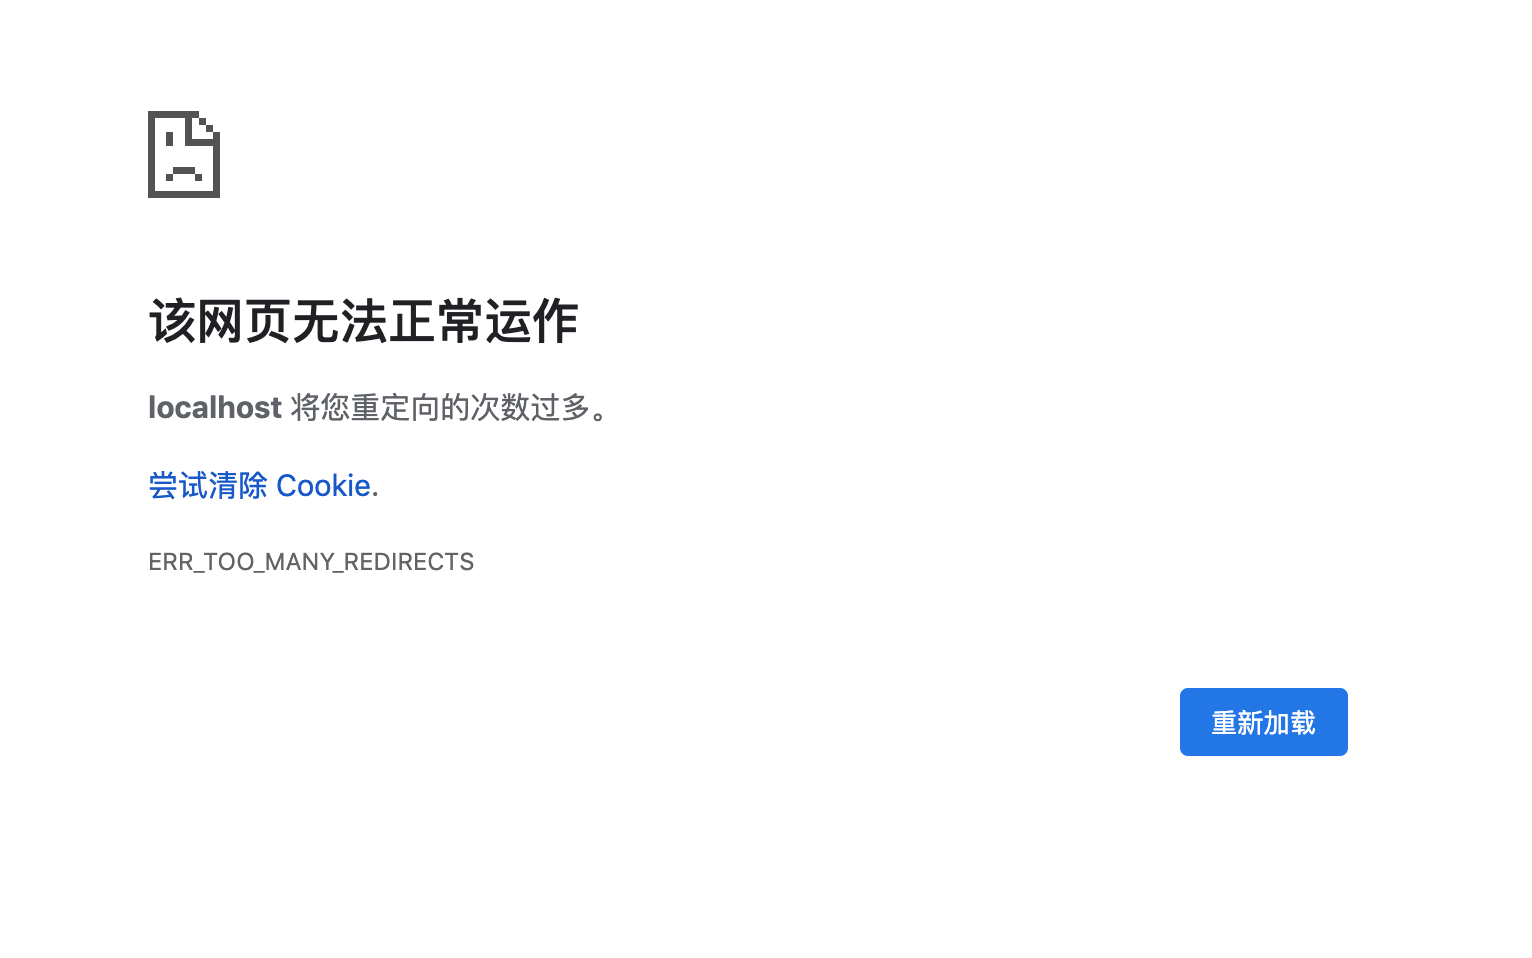 该网页无法正常运作
localhost 将您重定向的次数过多。
尝试清除 Cookie.
ERR_TOO_MANY_REDIRECTS
重新加载